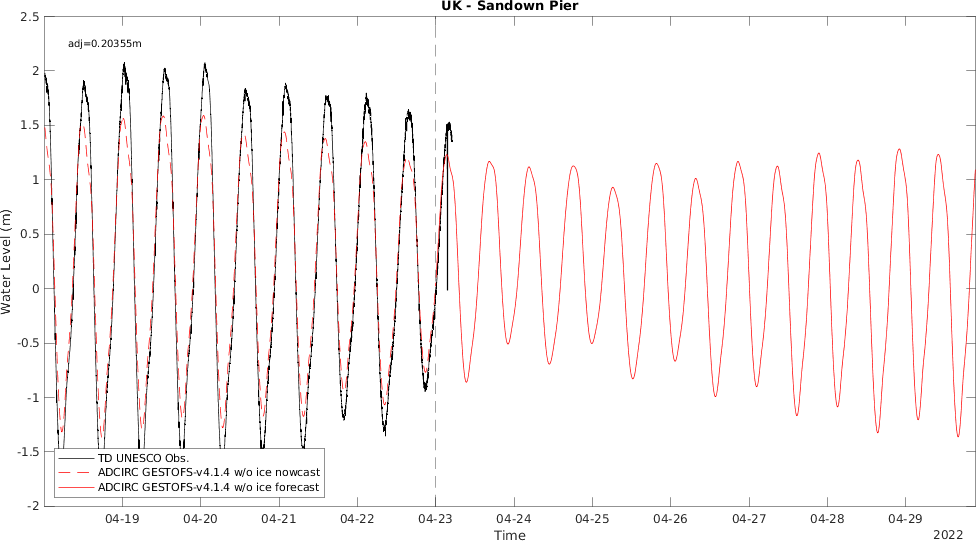 UK - Sandown Pier
adj=0.20355m
2.5
2
1.5
1
0.5
0
-0.5
-1
-1.5
-2
Water Level (m)
TD UNESCO Obs.
ADCIRC GESTOFS-v4.1.4 w/o ice nowcast
ADCIRC GESTOFS-v4.1.4 w/o ice forecast
04-19 04-20 04-21 04-22 04-23 04-24 04-25 04-26 04-27 04-28 04-29
Time
2022